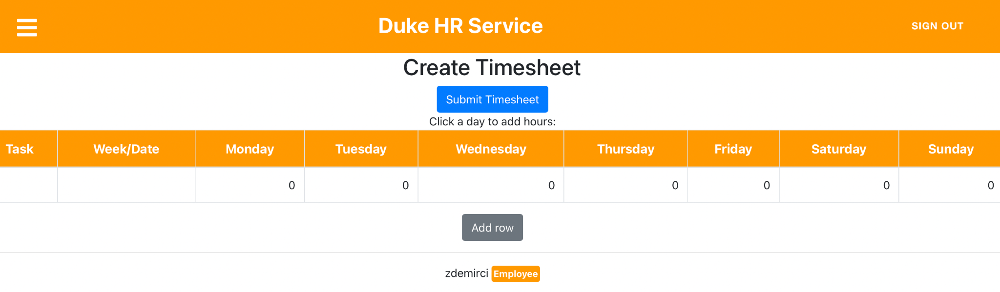 Duke HR Service
SIGN OUT
Create Timesheet
Submit Timesheet
Click a day to add hours:
Task Week/Date Monday Tuesday Wednesday Thursday Friday Saturday Sunday
0 0 0 0 0 0 0
Add row
zdemirci Employee